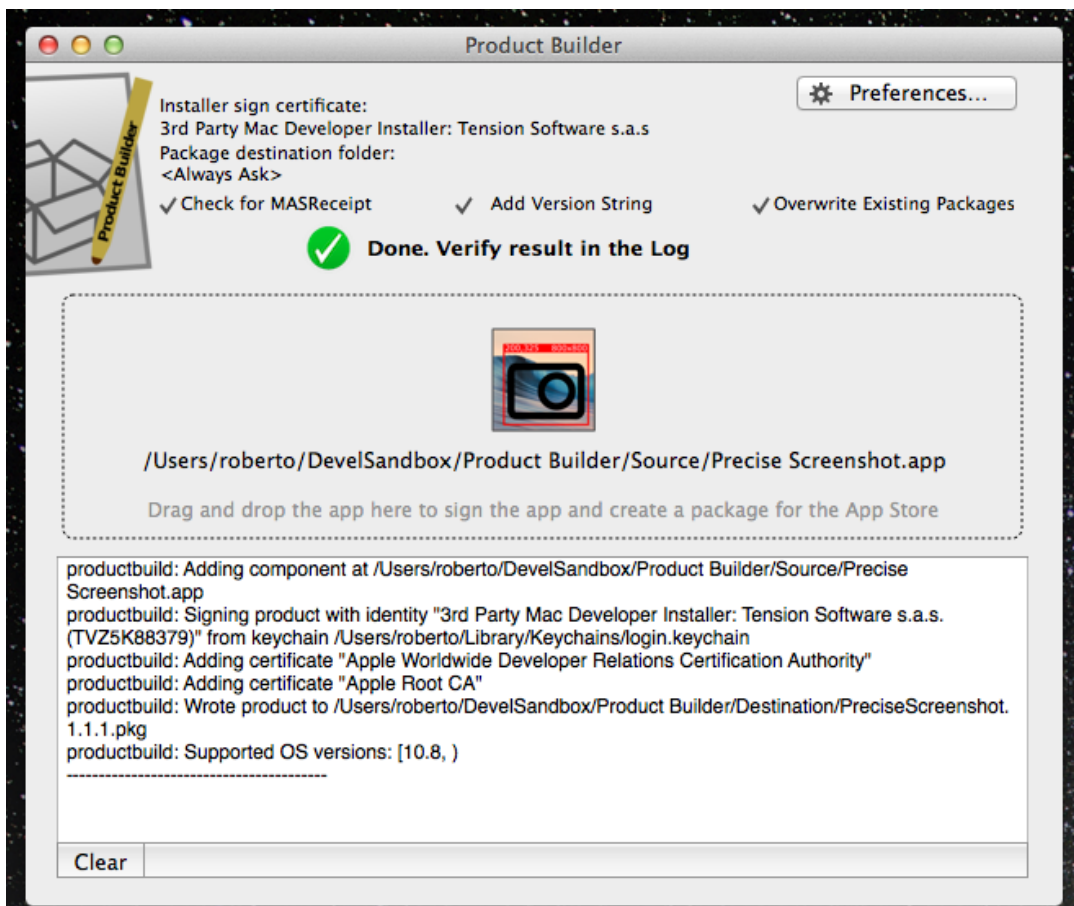 Product Builder
Preferences...
Installer sign certificate:
3rd Party Mac Developer Installer: Tension Software s.a.s
Package destination folder:
<Always Ask>
Check for MASReceipt
Add Version String
Overwrite Existing Packages
Product Builder
Done. Verify result in the Log
200,325 800x800
/Users/roberto/DevelSandbox/Product Builder/Source/Precise Screenshot.app
Drag and drop the app here to sign the app and create a package for the App Store
productbuild: Adding component at /Users/roberto/DevelSandbox/Product Builder/Source/Precise
Screenshot.app
productbuild: Signing product with identity "3rd Party Mac Developer Installer: Tension Software s.a.s.
(TVZ5K88379)" from keychain /Users/roberto/Library/Keychains/login.keychain
productbuild: Adding certificate "Apple Worldwide Developer Relations Certification Authority"
productbuild: Adding certificate "Apple Root CA"
productbuild: Wrote product to /Users/roberto/DevelSandbox/Product Builder/Destination/PreciseScreenshot.
1.1.1.pkg
productbuild: Supported OS versions: [10.8, )
----------------------------------------
Clear